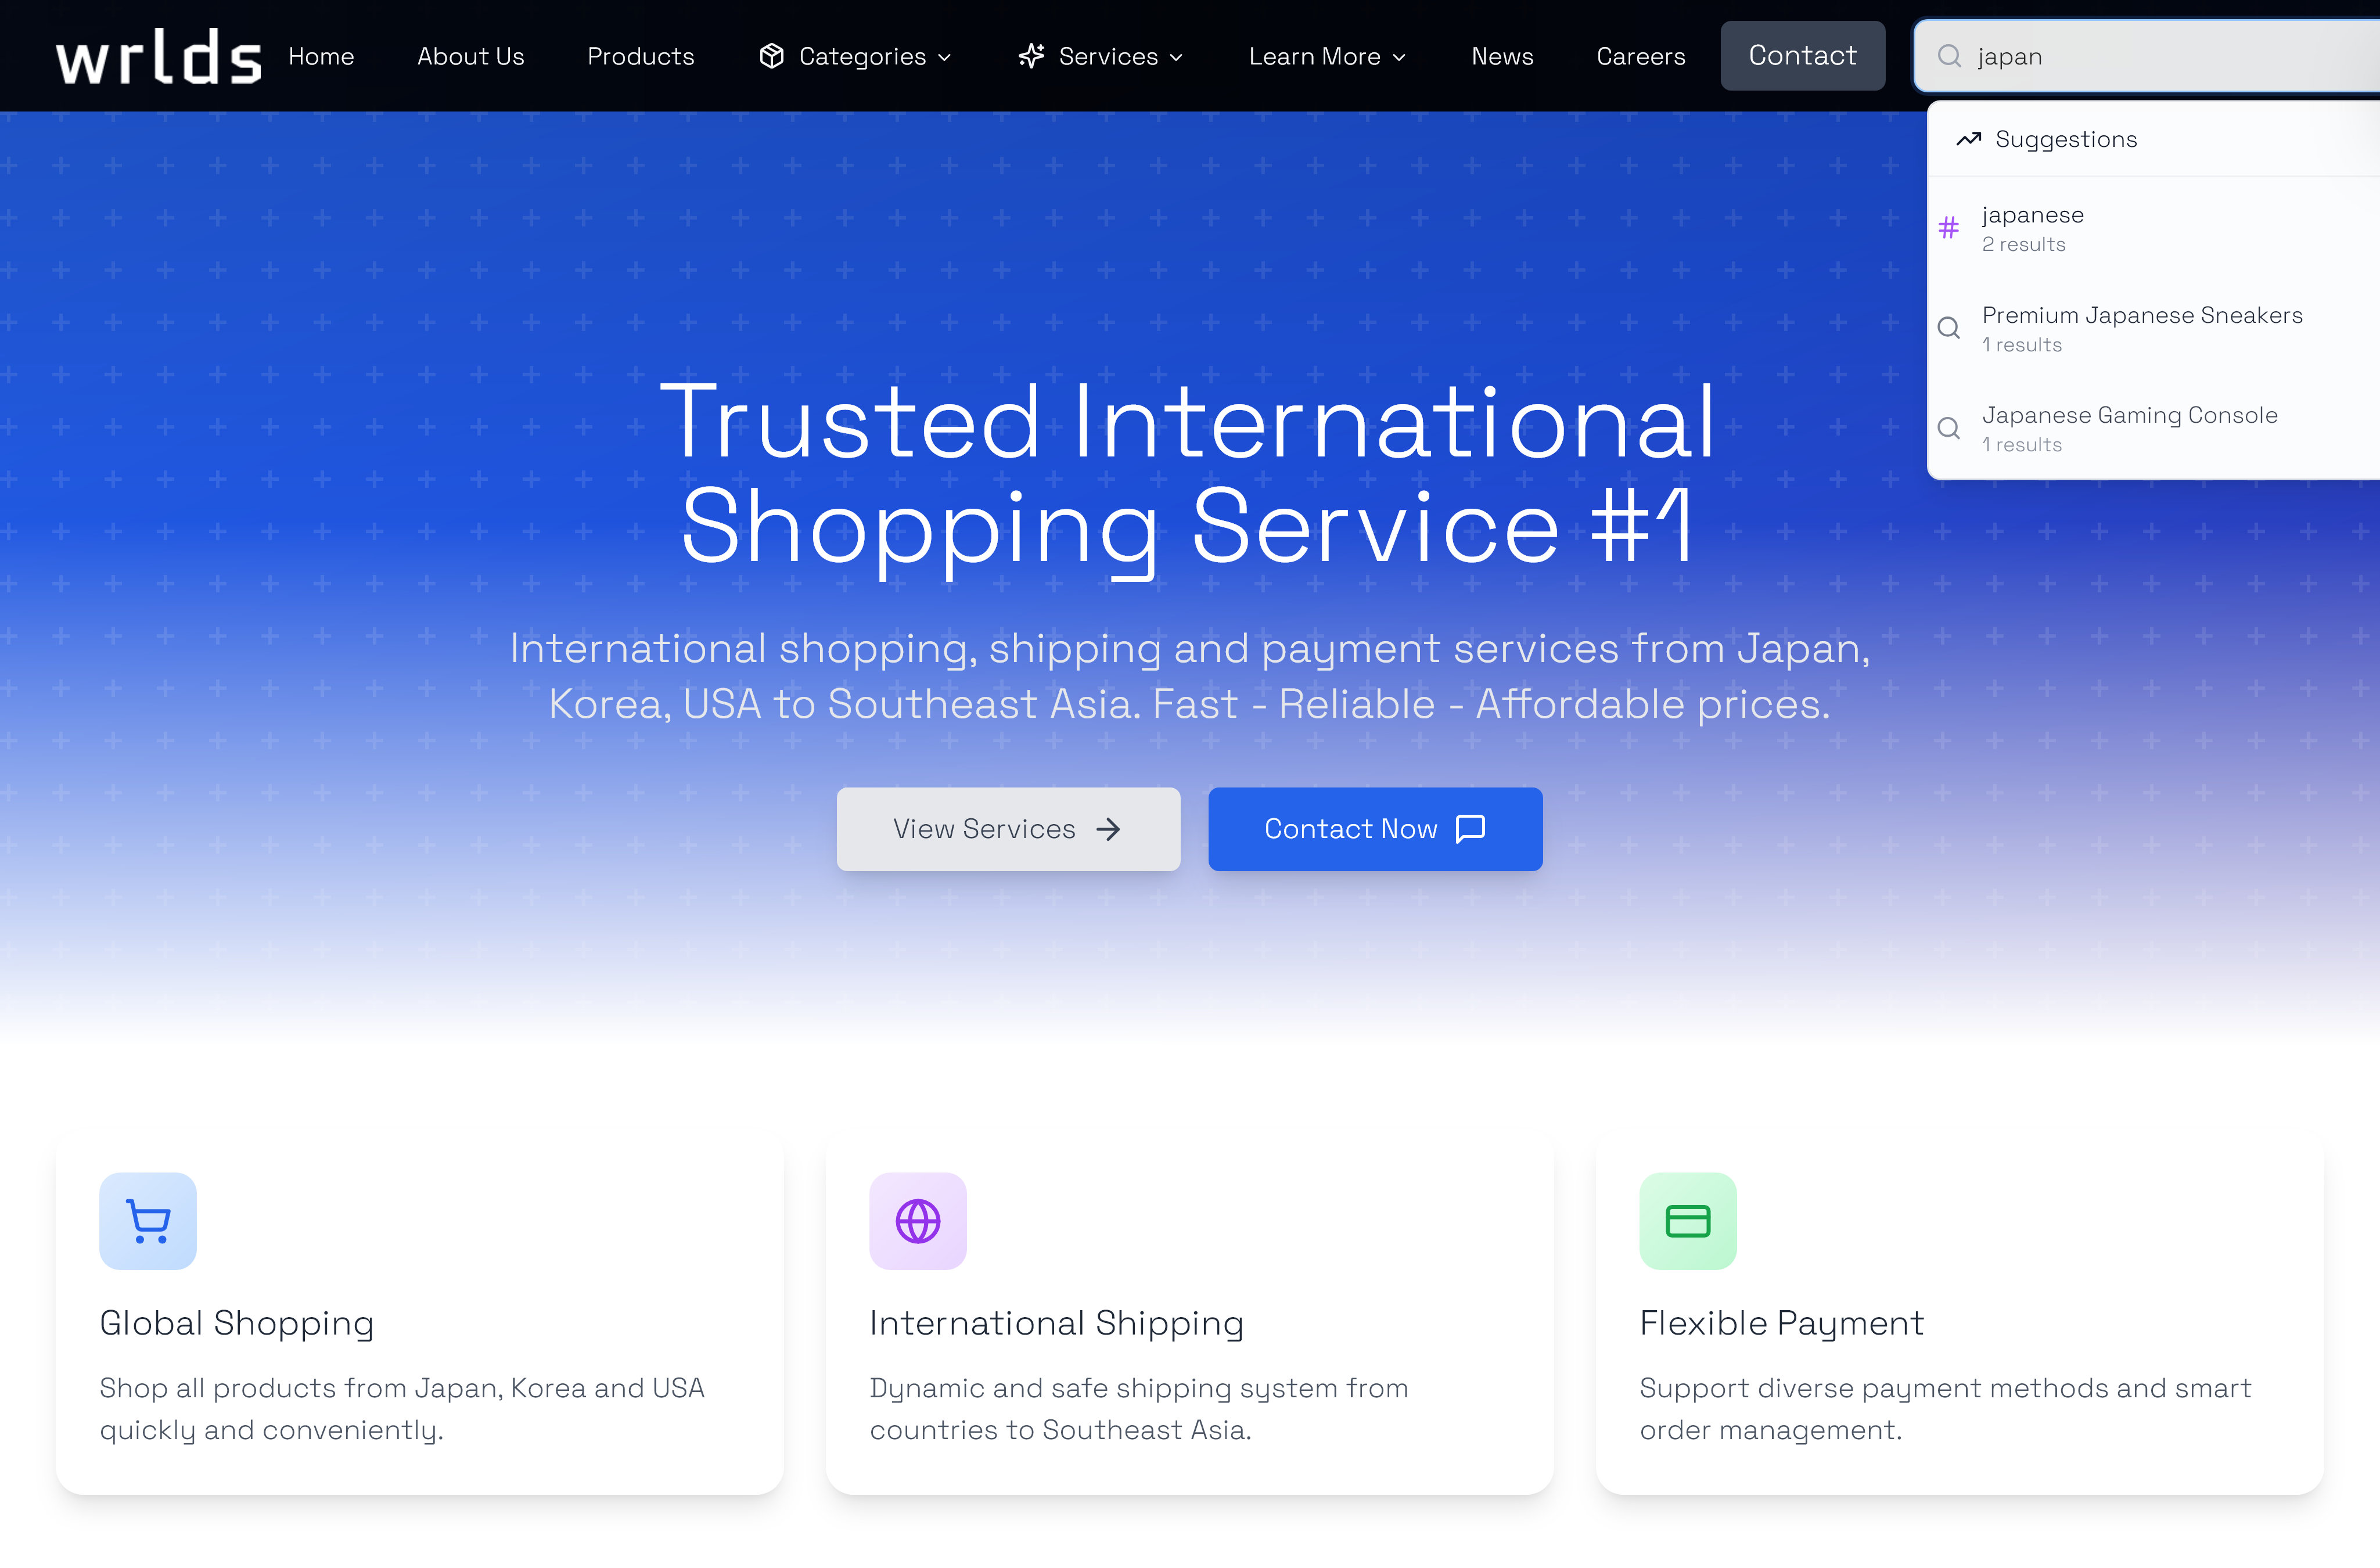 wrlds
Home
About Us
Products
Categories
Services
Learn More
News
Careers
Contact
japan
Suggestions
japanese
2 results
Premium Japanese Sneakers
1 results
Japanese Gaming Console
1 results
Trusted International
Shopping Service #1
International shopping, shipping and payment services from Japan,
Korea, USA to Southeast Asia. Fast - Reliable - Affordable prices.
View Services
Contact Now
Global Shopping
Shop all products from Japan, Korea and USA
quickly and conveniently.
International Shipping
Dynamic and safe shipping system from
countries to Southeast Asia.
Flexible Payment
Support diverse payment methods and smart
order management.